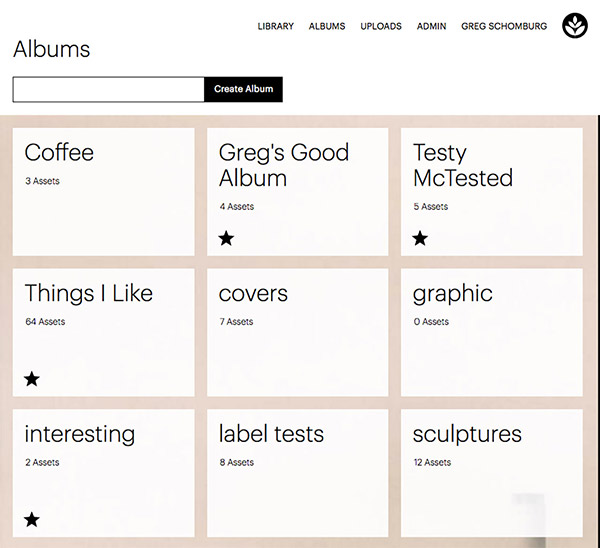 LIBRARY ALBUMS UPLOADS ADMIN GREG SCHOMBURG
Albums
Create Album
Coffee
3 Assets
Greg's Good
Album
4 Assets
Testy
McTested
5 Assets
Things I Like
64 Assets
covers
7 Assets
graphic
0 Assets
interesting
2 Assets
label tests
8 Assets
sculptures
12 Assets